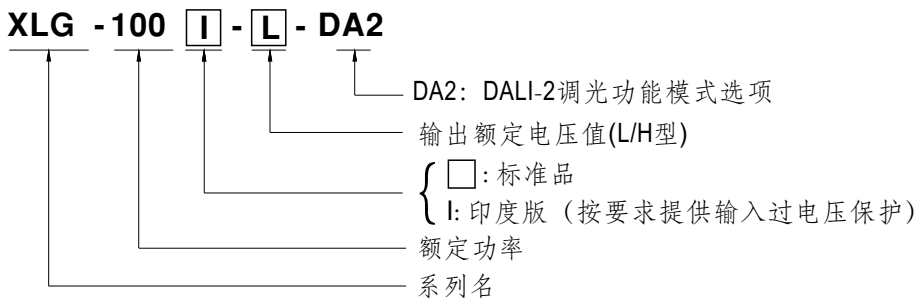 XLG - 100 I - L - DA2
DA2：DALI-2调光功能模式选项
输出额定电压值(L/H型)
□：标准品
I: 印度版（按要求提供输入过电压保护）
额定功率
系列名